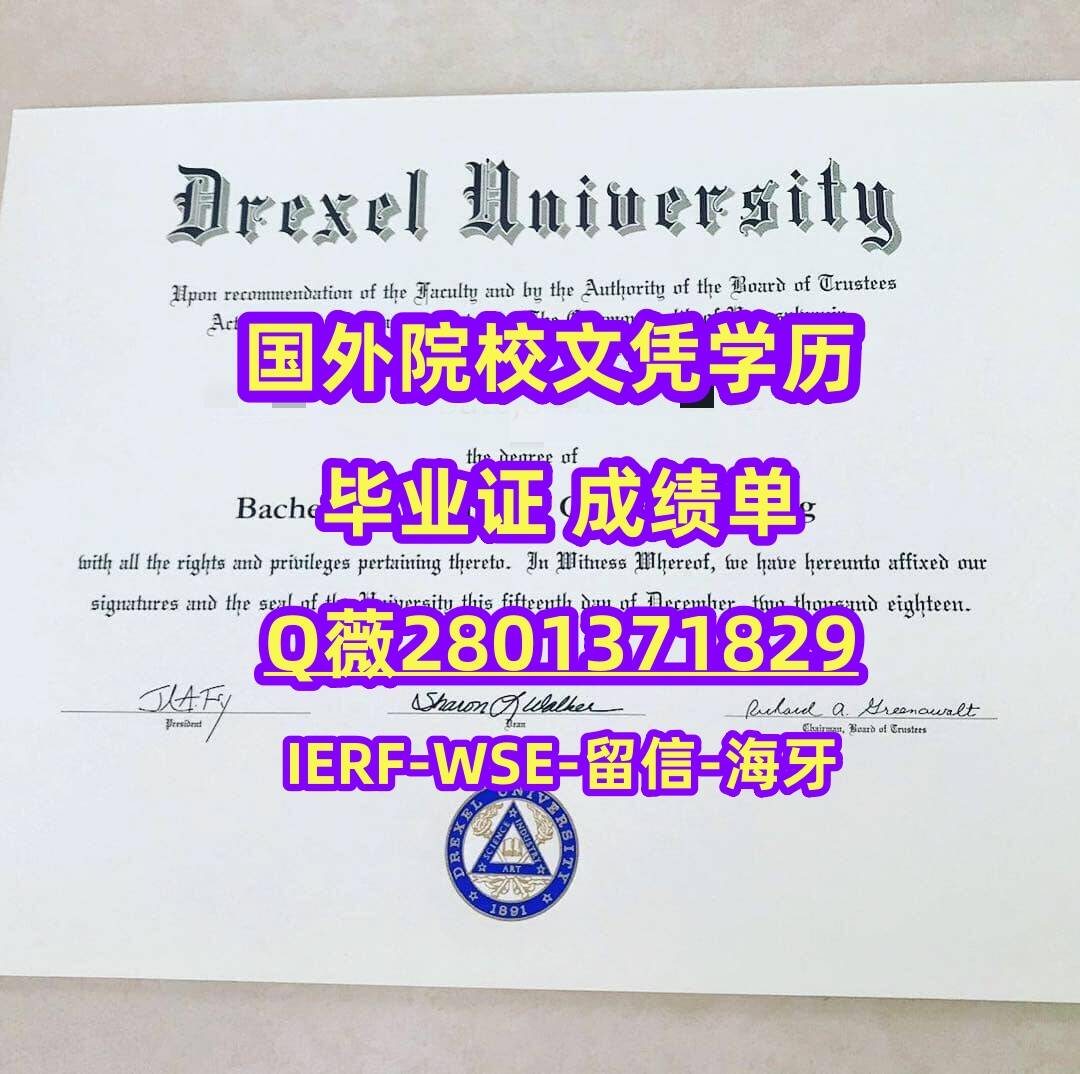 Drexel University
Upon recommendation of the Faculty and by the Authority of the Board of Trustees
国外院校文凭学历
the degree of
毕业证 成绩单
with all the rights and privileges pertaining thereto. In Witness Whereof, we have hereunto affixed our
signatures and the seal of the University this fifteenth day of December, two thousand eighteen.
Q薇2801371829
President
Sharon L Walker
Dean
Richard A. Greenawalt
Chairman, Board of Trustees
IERF-WSE-留信-海牙
DREXEL UNIVERSITY
SCIENCE INDUSTRY
ART
1891